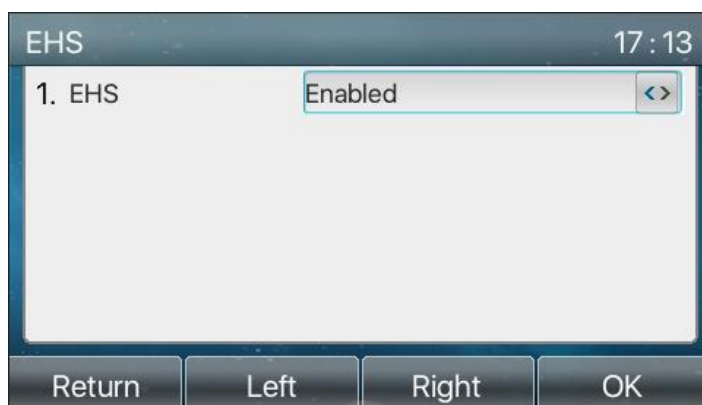 EHS 17:13
1. EHS Enabled <>
Return Left Right OK